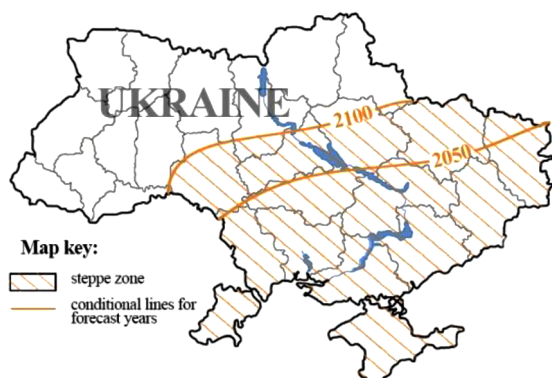 UKRAINE
2100
2050
Map key:
steppe zone
conditional lines for
forecast years